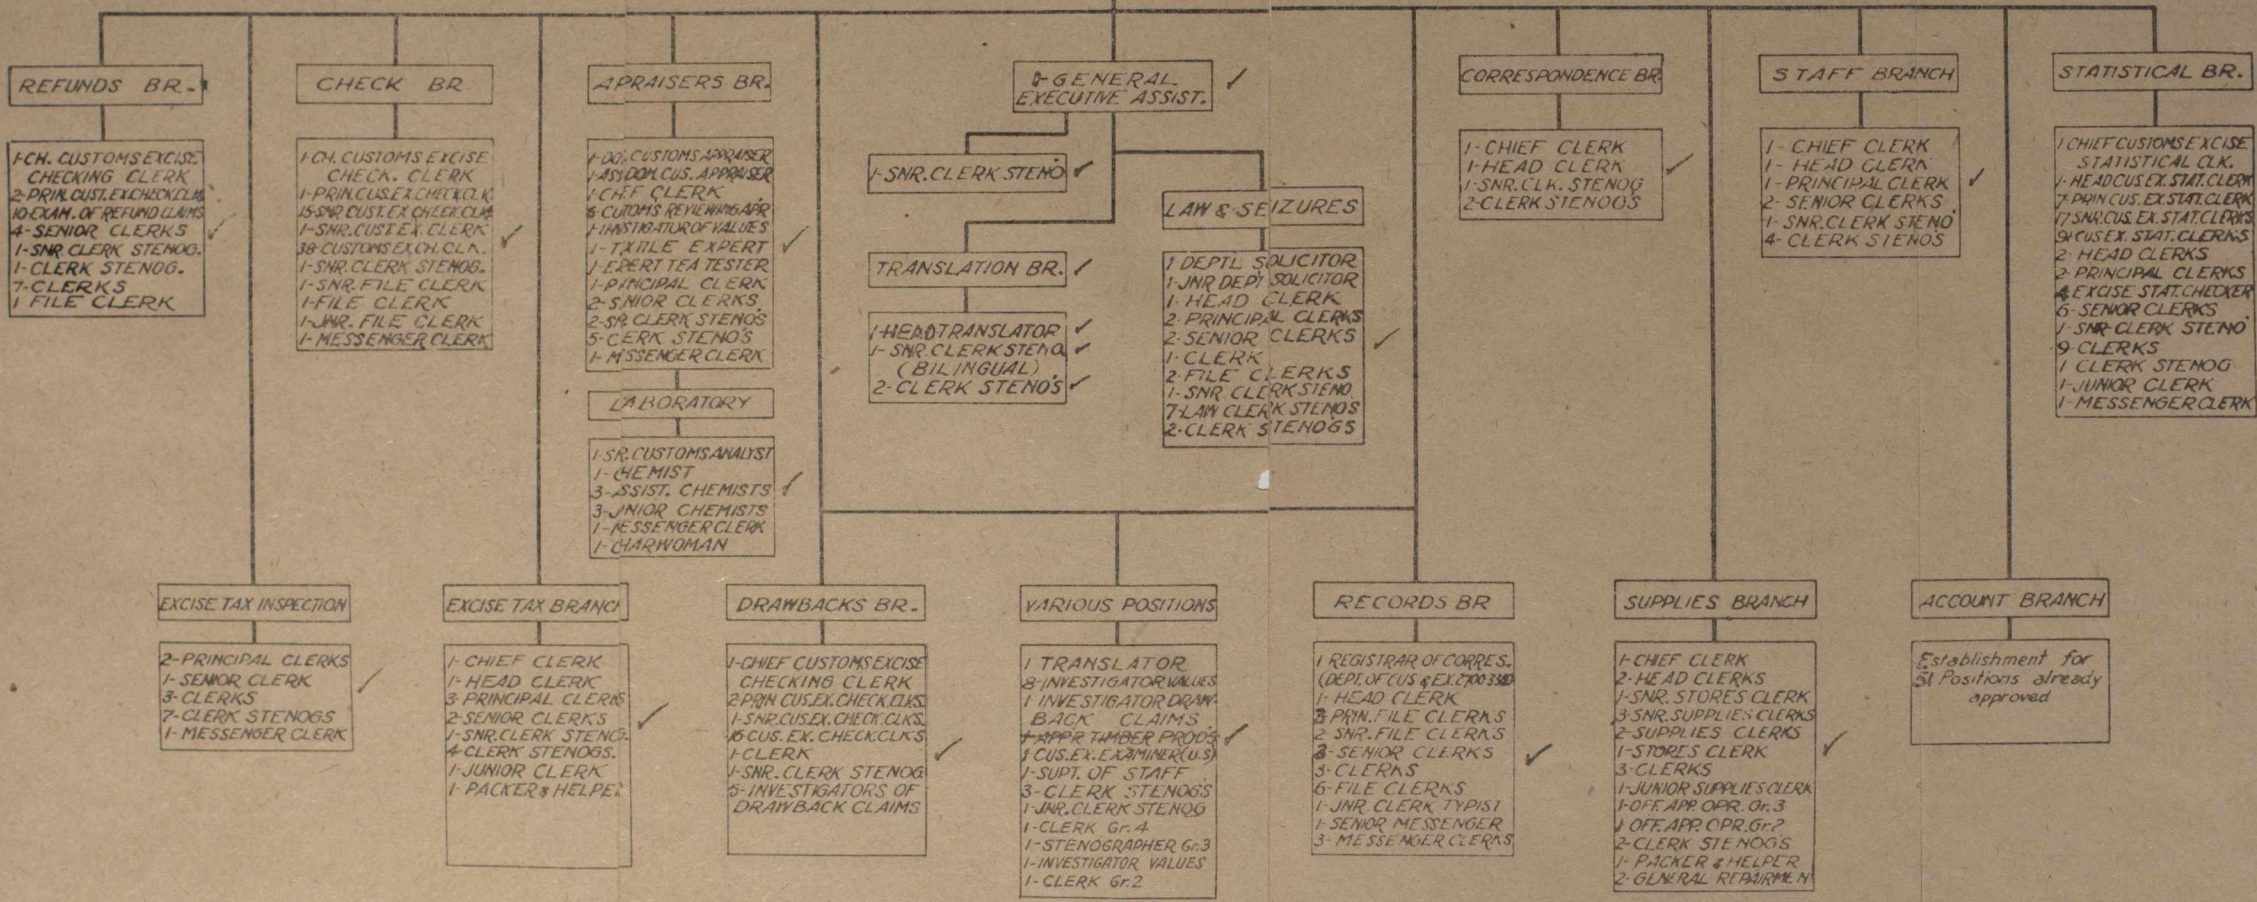 REFUNDS BR.
1-CH. CUSTOMS EXCISE
CHECKING CLERK
2-PRIN. CUST. EX. CHECK CLKS
10-EXAM. OF REFUND CLAIMS
4-SENIOR CLERKS
1-SNR. CLERK STENOG.
1-CLERK STENOG.
7-CLERKS
1 FILE CLERK
CHECK BR
1-CH. CUSTOMS EXCISE
CHECK. CLERK
1-PRIN. CUS. EX CHECK CLK
15-SNR. CUST. EX CHECK CLKS
1-SNR. CUST. EX. CLERK
38-CUSTOMS EX CH. CLK.
1-SNR. CLERK STENOG.
1-SNR. FILE CLERK
1-FILE CLERK
1-JNR. FILE CLERK
1-MESSENGER CLERK
APRAISERS BR.
1-DO. CUSTOMS APPRAISER
1-ASS DOM. CUS. APPRAISER
1-CHEF CLERK
6-CUTOMS REVIEWING APR
1-INVSTIGATOR OF VALUES
1-TXTILE EXPERT
1-EPERT TEA TESTER
1-PINCIPAL CLERK
2-SNIOR CLERKS
2-SR. CLERK STENO'S
5-CERK STENO'S
1-MSSENGER CLERK
LABORATORY
1-SR. CUSTOMS ANALYST
1-CHEMIST
3-ASSIST. CHEMISTS
3-JNIOR CHEMISTS
1-MESSENGER CLERK
1-CHARWOMAN
1-GENERAL
EXECUTIVE ASSIST.
1-SNR. CLERK STENO
TRANSLATION BR.
1-HEAD TRANSLATOR
1-SNR. CLERK STENO
(BILINGUAL)
2-CLERK STENO'S
LAW & SEIZURES
1 DEPTL SOLICITOR
1-JNR DEPT SOLICITOR
1-HEAD CLERK
2-PRINCIPAL CLERKS
2-SENIOR CLERKS
1-CLERK
2-FILE CLERKS
1-SNR. CLERK STENO.
7-LAW CLERK STENOS
2-CLERK STENOGS
CORRESPONDENCE BR.
1-CHIEF CLERK
1-HEAD CLERK
1-SNR. CLK. STENOG
2-CLERK STENOGS
STAFF BRANCH
1-CHIEF CLERK
1-HEAD CLERK
1-PRINCIPAL CLERK
2-SENIOR CLERKS
1-SNR. CLERK STENO
4-CLERK STENOS
STATISTICAL BR.
1 CHIEF CUSTOMS EXCISE
STATISTICAL CLK.
1-HEAD CUS. EX. STAT. CLERK
7-PRIN CUS. EX. STAT. CLERK
17 SNR. CUS. EX. STAT. CLERKS
91 CUS EX. STAT. CLERKS
2-HEAD CLERKS
2-PRINCIPAL CLERKS
4 EXCISE STAT. CHECKER
6-SENIOR CLERKS
1-SNR CLERK STENO
9-CLERKS
1 CLERK STENOG
1-JUNIOR CLERK
1-MESSENGER CLERK
EXCISE TAX INSPECTION
2-PRINCIPAL CLERKS
1-SENIOR CLERK
3-CLERKS
7-CLERK STENOGS
1-MESSENGER CLERK
EXCISE TAX BRANCH
1-CHIEF CLERK
1-HEAD CLERK
3-PRINCIPAL CLERKS
2-SENIOR CLERKS
1-SNR. CLERK STENOG.
4-CLERK STENOGS.
1-JUNIOR CLERK
1-PACKER & HELPER
DRAWBACKS BR.
1-CHIEF CUSTOMS EXCISE
CHECKING CLERK
2-PRIN CUS. EX. CHECK. CLKS.
1-SNR. CUS. EX. CHECK. CLKS.
16-CUS. EX. CHECK. CLKS
1-CLERK
1-SNR. CLERK STENOG
5-INVESTIGATORS OF
DRAWBACK CLAIMS
VARIOUS POSITIONS
1 TRANSLATOR
8-INVESTIGATOR VALUES
1 INVESTIGATOR DRAW-
BACK CLAIMS
1-APPR TIMBER PROD'S
1 CUS. EX. EXAMINER (U.S)
1-SUPT. OF STAFF
3-CLERK STENOGS
1-JNR. CLERK STENOG
1-CLERK Gr. 4
1-STENOGRAPHER Gr. 3
1-INVESTIGATOR VALUES
1-CLERK Gr. 2
RECORDS BR
1 REGISTRAR OF CORRES.
(DEPT. OF CUS & EX. 2700 3300
1-HEAD CLERK
3 PRIN. FILE CLERKS
2 SNR. FILE CLERKS
3-SENIOR CLERKS
3-CLERKS
6-FILE CLERKS
1-JNR. CLERK TYPIST
1-SENIOR MESSENGER
3-MESSENGER CLERKS
SUPPLIES BRANCH
1-CHIEF CLERK
2-HEAD CLERKS
1-SNR. STORES CLERK
3-SNR. SUPPLIES CLERKS
2-SUPPLIES CLERKS
1-STORES CLERK
3-CLERKS
1-JUNIOR SUPPLIES CLERK
1-OFF. APP. OPR. Gr. 3
1 OFF. APP. OPR. Gr. 2
2-CLERK STENOGS
1-PACKER & HELPER
2-GENERAL REPAIRMEN
ACCOUNT BRANCH
Establishment for
51 Positions already
approved